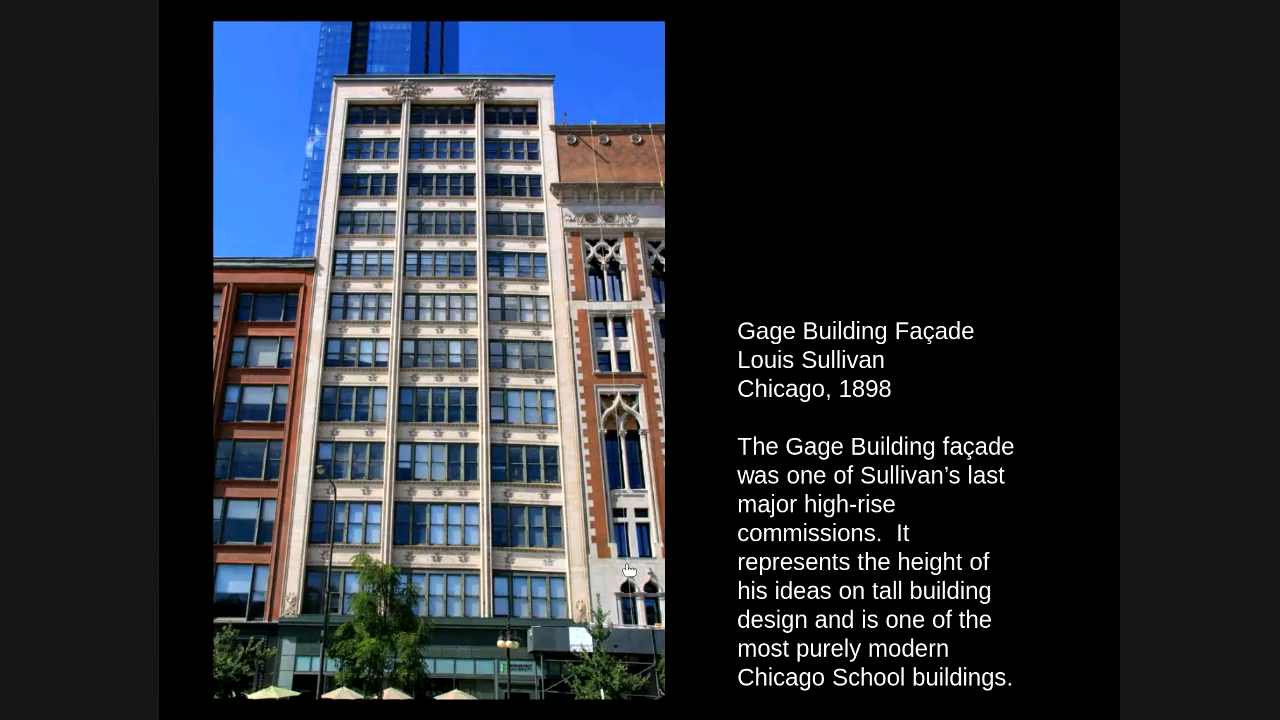 Gage Building Façade
Louis Sullivan
Chicago, 1898
The Gage Building façade
was one of Sullivan’s last
major high-rise
commissions.  It
represents the height of
his ideas on tall building
design and is one of the
most purely modern
Chicago School buildings.